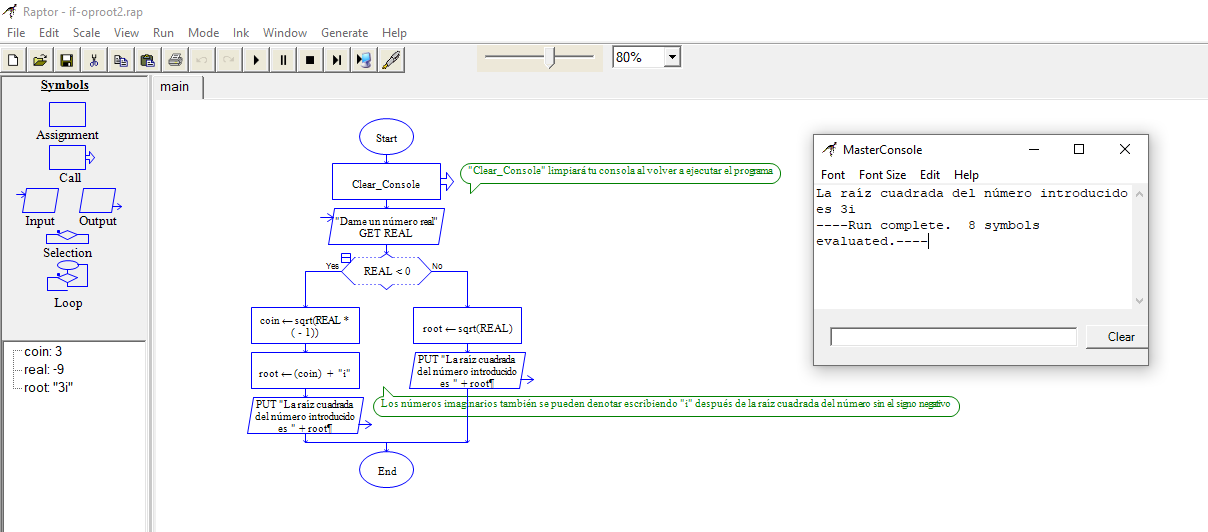 Raptor - if-oproot2.rap
File Edit Scale View Run Mode Ink Window Generate Help
80%
Symbols
Assignment
Call
Input Output
Selection
Loop
coin: 3
real: -9
root: "3i"
main
Start
Clear_Console
"Clear_Console" limpiará tu consola al volver a ejecutar el programa
"Dame un número real"
GET REAL
Yes
REAL < 0
No
coin ← sqrt(REAL *
( - 1))
root ← (coin) + "i"
PUT "La raíz cuadrada
del número introducido
es " + root¶
root ← sqrt(REAL)
PUT "La raíz cuadrada
del número introducido
es " + root¶
Los números imaginarios también se pueden denotar escribiendo "i" después de la raíz cuadrada del número sin el signo negativo
End
MasterConsole
Font Font Size Edit Help
La raíz cuadrada del número introducido
es 3i
----Run complete.  8 symbols
evaluated.----
Clear